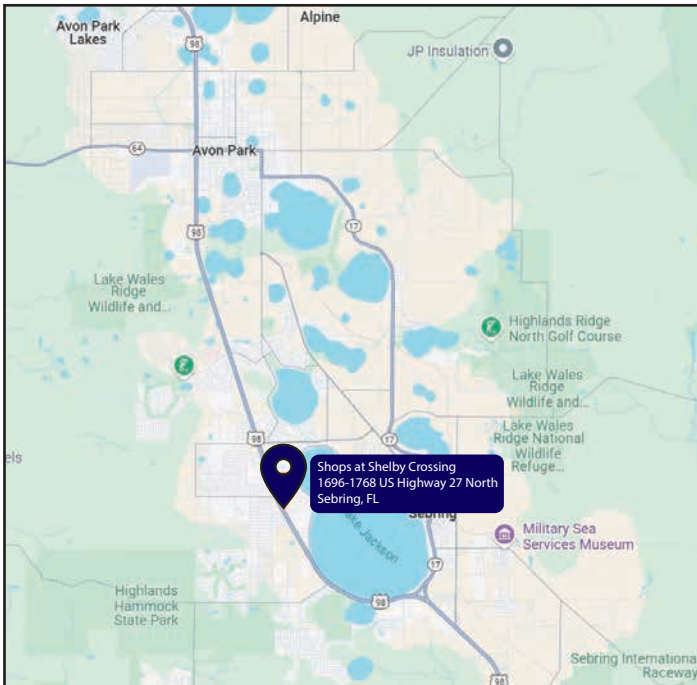 Avon Park
Lakes
Alpine
98
JP Insulation
64
Avon Park
17
98
Lake Wales
Ridge
Wildlife and...
Highlands Ridge
North Golf Course
Lake Wales
Ridge
Wildlife and...
Lake Wales
Ridge National
Wildlife
Refuge...
98
17
els
Shops at Shelby Crossing
1696-1768 US Highway 27 North
Sebring, FL
Sebring
Jackson
Military Sea
Services Museum
17
Highlands
Hammock
State Park
98
Sebring International
Raceway
98